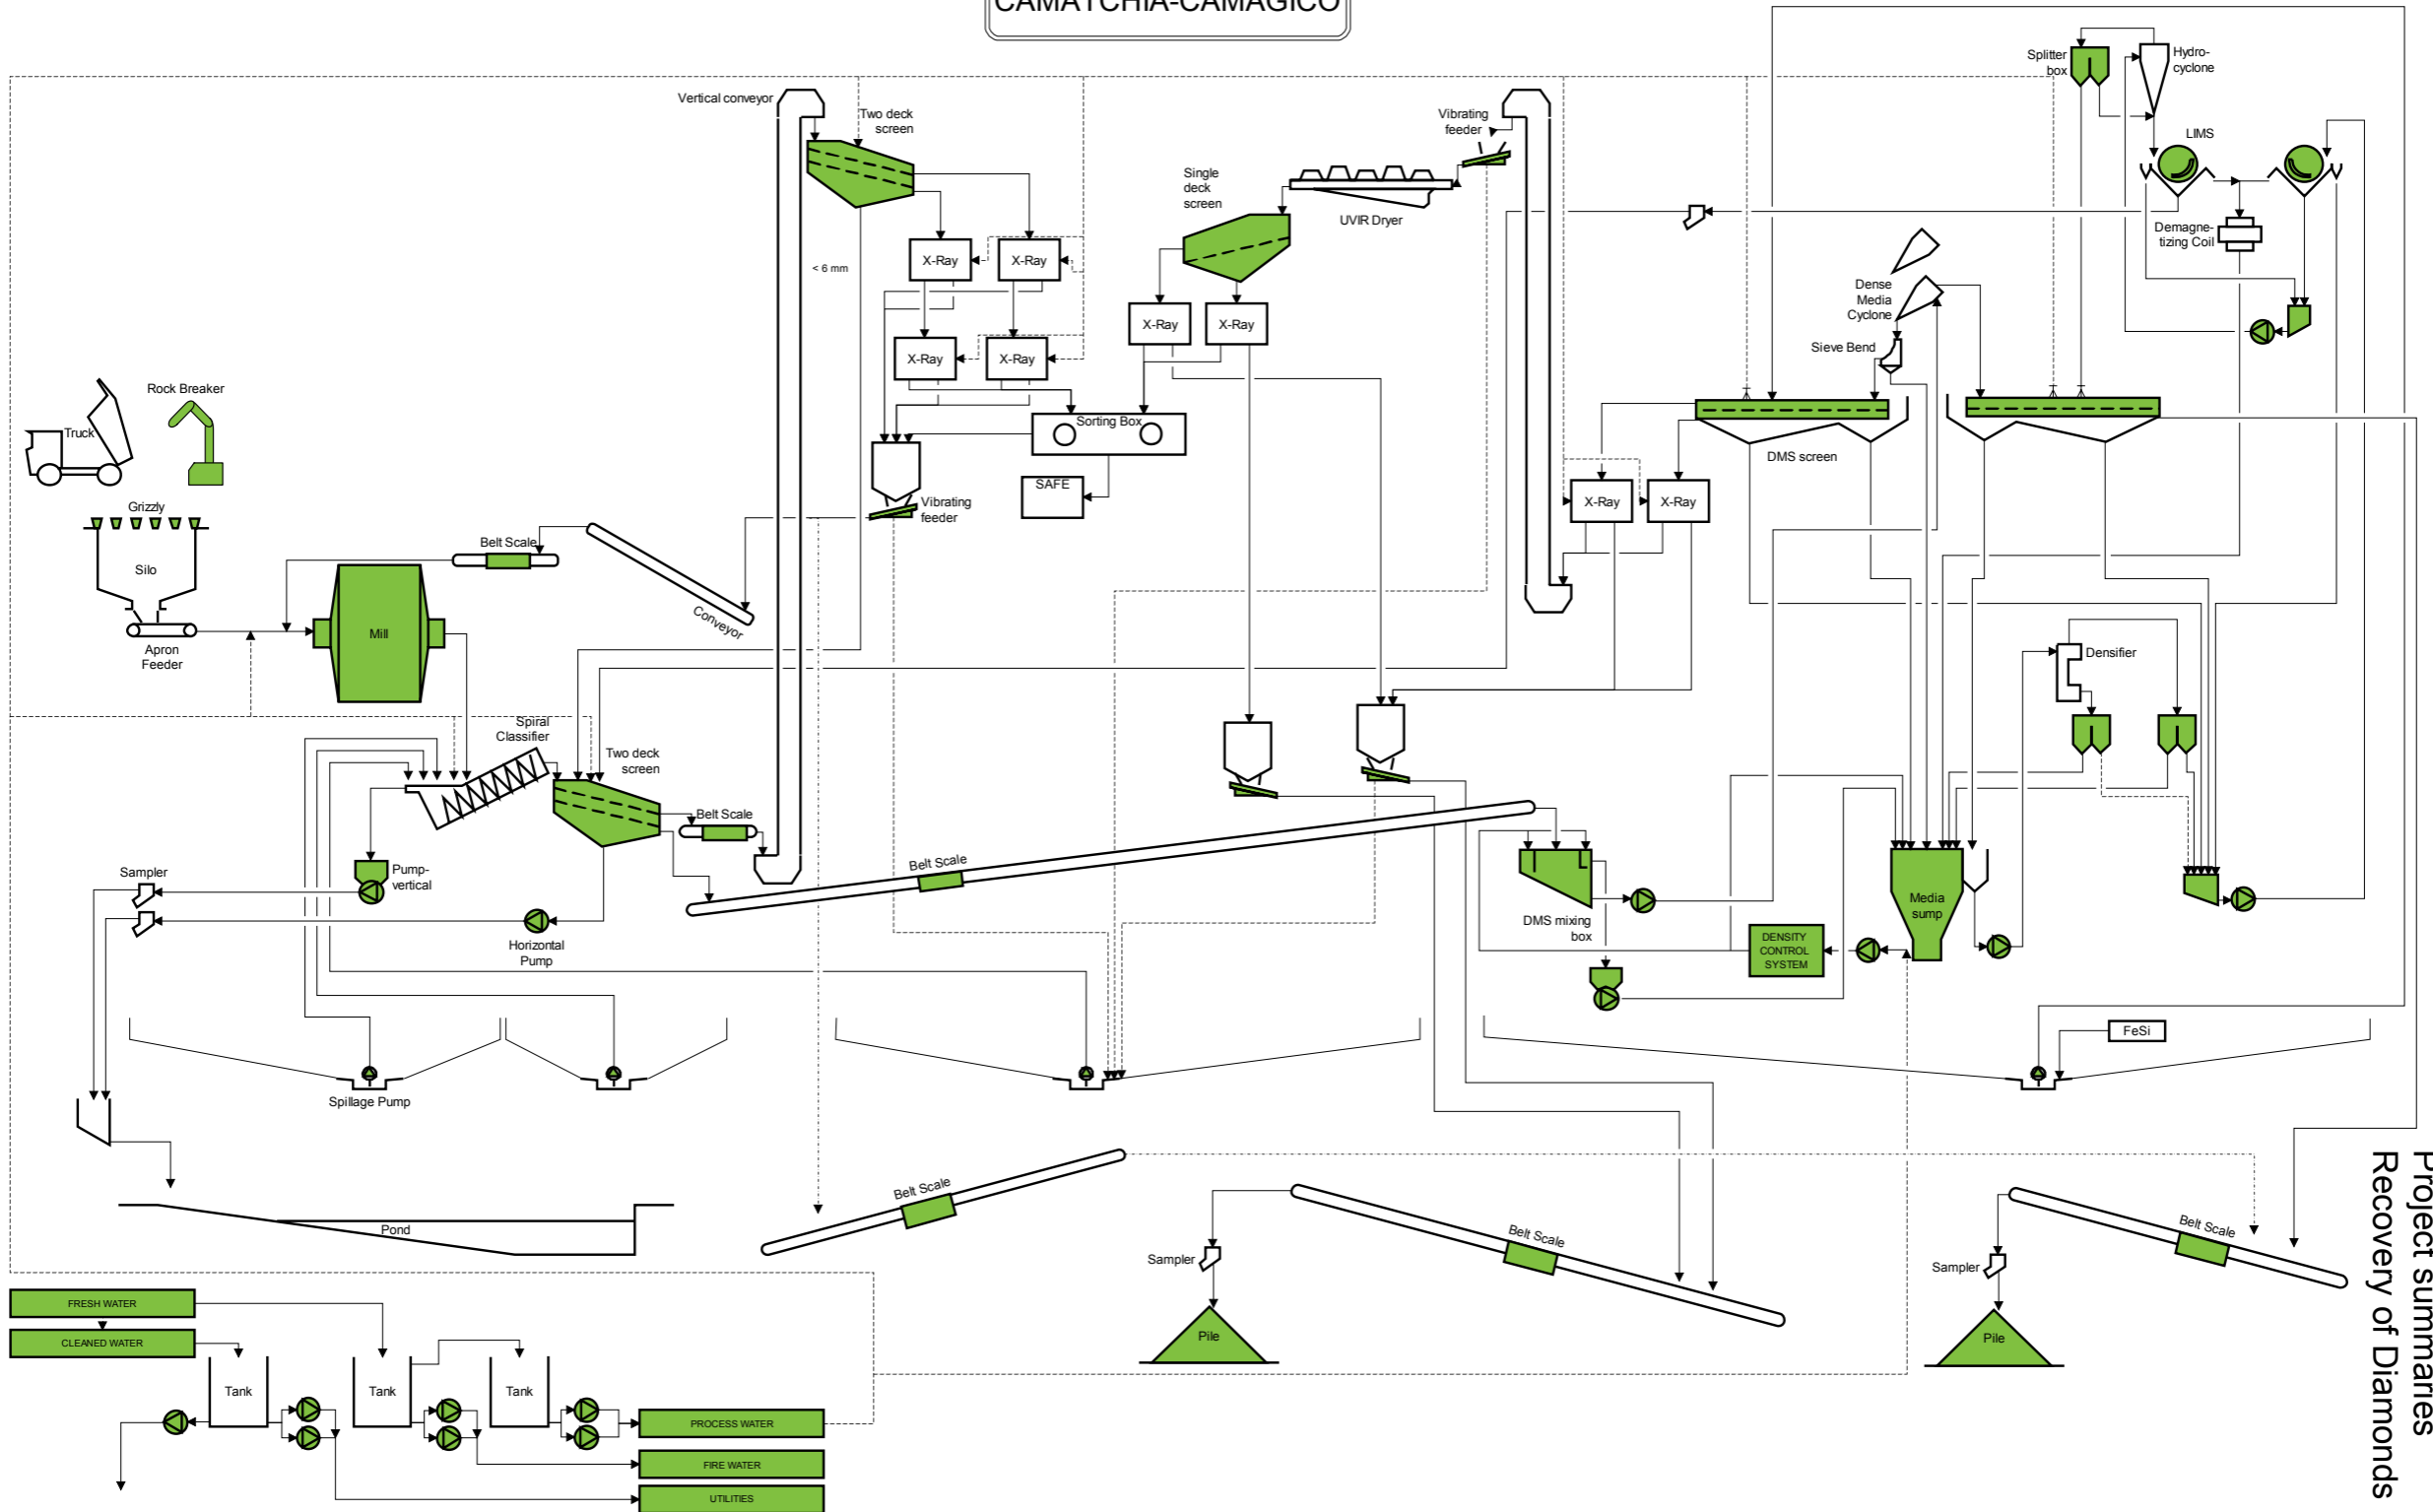 CAMATCHIA-CAMAGICO
Splitter
box
Hydro-
cyclone
Vertical conveyor
Two deck
screen
Vibrating
feeder
LIMS
Single
deck
screen
UVIR Dryer
Demagne-
tizing Coil
< 6 mm
X-Ray
X-Ray
Dense
Media
Cyclone
X-Ray
X-Ray
X-Ray
X-Ray
Sieve Bend
Rock Breaker
Truck
Sorting Box
DMS screen
SAFE
X-Ray
X-Ray
Grizzly
Vibrating
feeder
Belt Scale
Silo
Conveyor
Mill
Apron
Feeder
Densifier
Spiral
Classifier
Two deck
screen
Belt Scale
Belt Scale
Sampler
Pump-
vertical
Media
sump
DMS mixing
box
Horizontal
Pump
DENSITY
CONTROL
SYSTEM
FeSi
Spillage Pump
Project summaries
Recovery of Diamonds
Belt Scale
Pond
Belt Scale
Belt Scale
Sampler
Sampler
FRESH WATER
CLEANED WATER
Pile
Pile
Tank
Tank
Tank
PROCESS WATER
FIRE WATER
UTILITIES